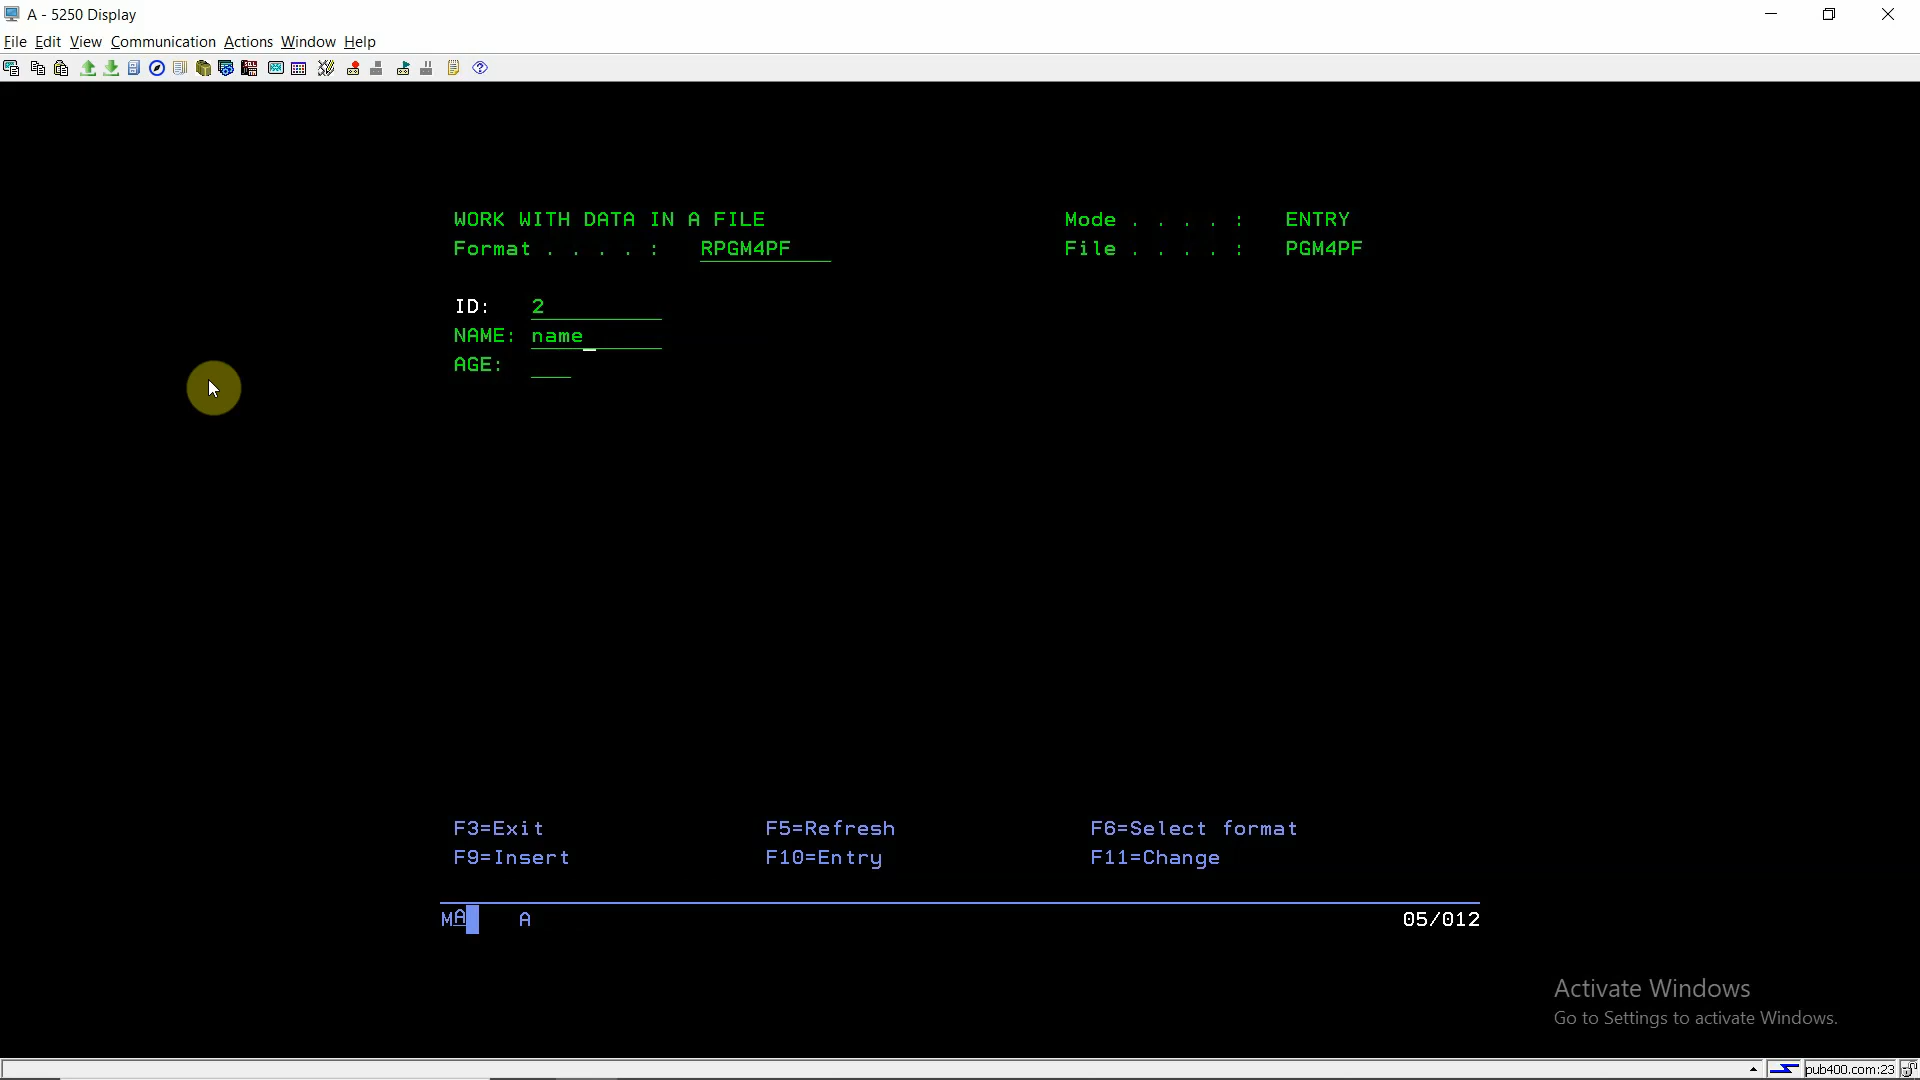 A - 5250 Display
File Edit View Communication Actions Window Help
WORK WITH DATA IN A FILE Mode . . . . : ENTRY
Format . . . . : RPGM4PF File . . . . : PGM4PF
ID: 2
NAME: name
AGE:
F3=Exit F5=Refresh F6=Select format
F9=Insert F10=Entry F11=Change
MA A 05/012
Activate Windows
Go to Settings to activate Windows.
pub400.com:23